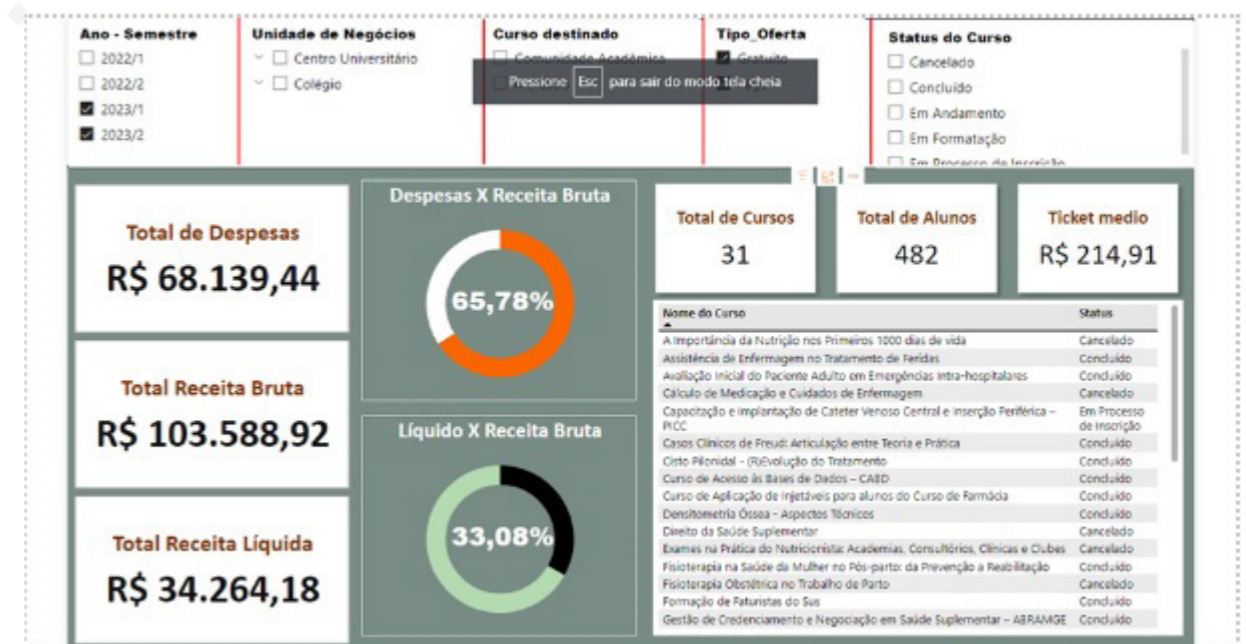 Ano - Semestre
2022/1
2022/2
2023/1
2023/2
Unidade de Negócios
Centro Universitário
Colégio
Curso destinado
Comunidade Acadêmica
Tipo_Oferta
Gratuito
Pressione Esc para sair do modo tela cheia
Status do Curso
Cancelado
Concluído
Em Andamento
Em Formatação
Em Processo de Inscrição
Total de Despesas
R$ 68.139,44
Total Receita Bruta
R$ 103.588,92
Total Receita Líquida
R$ 34.264,18
Despesas X Receita Bruta
65,78%
Líquido X Receita Bruta
33,08%
Total de Cursos
31
Total de Alunos
482
Ticket medio
R$ 214,91
Nome do Curso Status
A Importância da Nutrição nos Primeiros 1000 dias de vida Cancelado
Assistência de Enfermagem no Tratamento de Feridas Concluído
Avaliação Inicial do Paciente Adulto em Emergências Intra-hospitalares Concluído
Cálculo de Medicação e Cuidados de Enfermagem Cancelado
Capacitação e Implantação de Cateter Venoso Central e Inserção Periférica – Em Processo
PICC de Inscrição
Casos Clínicos de Freud: Articulação entre Teoria e Prática Concluído
Cisto Pilonidal - (R)Evolução do Tratamento Concluído
Curso de Acesso às Bases de Dados – CABD Concluído
Curso de Aplicação de Injetáveis para alunos do Curso de Farmácia Concluído
Densitometria Óssea - Aspectos Técnicos Concluído
Direito da Saúde Suplementar Cancelado
Exames na Prática do Nutricionista: Academias, Consultórios, Clínicas e Clubes Cancelado
Fisioterapia na Saúde da Mulher no Pós-parto: da Prevenção a Reabilitação Concluído
Fisioterapia Obstétrica no Trabalho de Parto Cancelado
Formação de Faturistas do Sus Concluído
Gestão de Credenciamento e Negociação em Saúde Suplementar – ABRAMGE Concluído